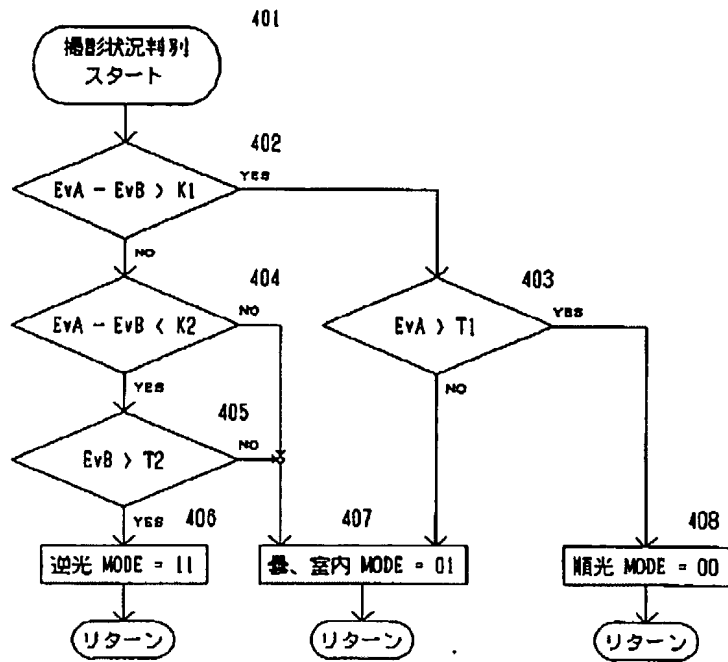 401
撮影状況判別
スタート
402
EvA - EvB > K1
YES
NO
404
403
EvA - EvB < K2
NO
EvA > T1
YES
YES
NO
405
EvB > T2
NO
YES
406
407
408
逆光 MODE = 11
曇、室内 MODE = 01
順光 MODE = 00
リターン
リターン
リターン